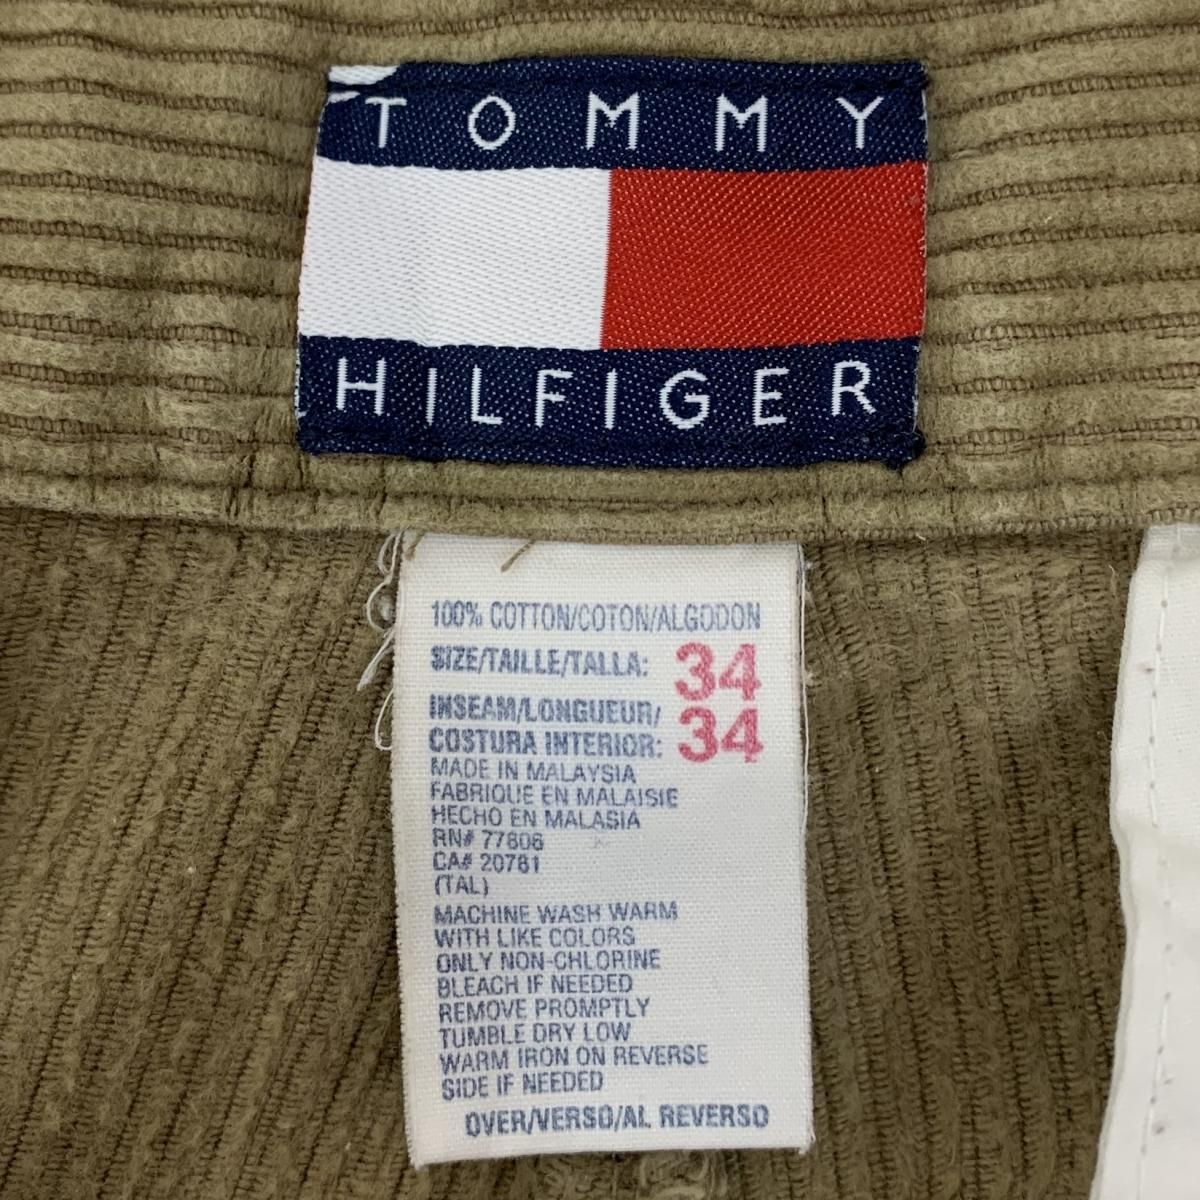 TOMMY
HILFIGER
100% COTTON/COTON/ALGODON
SIZE/TAILLE/TALLA: 34
INSEAM/LONGUEUR/
COSTURA INTERIOR: 34
MADE IN MALAYSIA
FABRIQUE EN MALAISIE
HECHO EN MALASIA
RN# 77806
CA# 20781
(TAL)
MACHINE WASH WARM
WITH LIKE COLORS
ONLY NON-CHLORINE
BLEACH IF NEEDED
REMOVE PROMPTLY
TUMBLE DRY LOW
WARM IRON ON REVERSE
SIDE IF NEEDED
OVER/VERSO/AL REVERSO